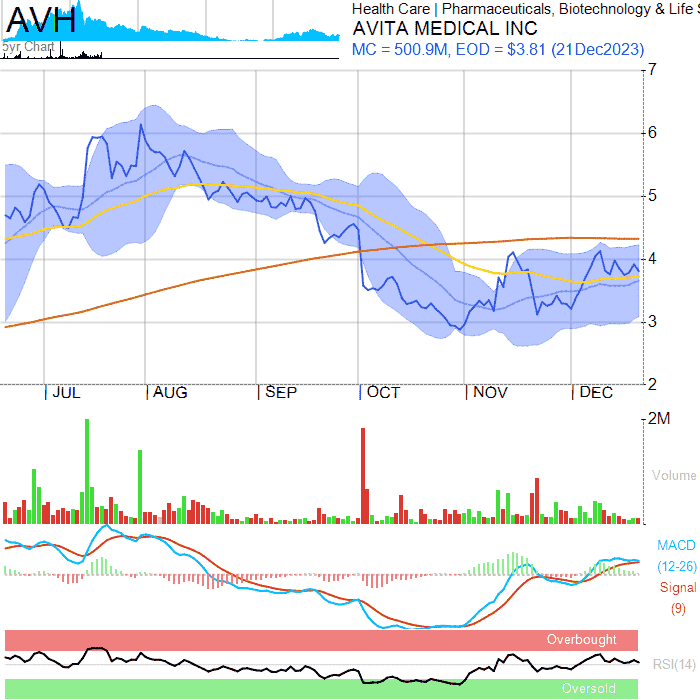 AVH
Health Care | Pharmaceuticals, Biotechnology & Life
AVITA MEDICAL INC
MC = 500.9M, EOD = $3.81 (21Dec2023)
Chart
7
6
5
4
3
2
JUL AUG SEP OCT NOV DEC
2M
Volume
MACD
(12-26)
Signal
(9)
Overbought
RSI(14)
Oversold